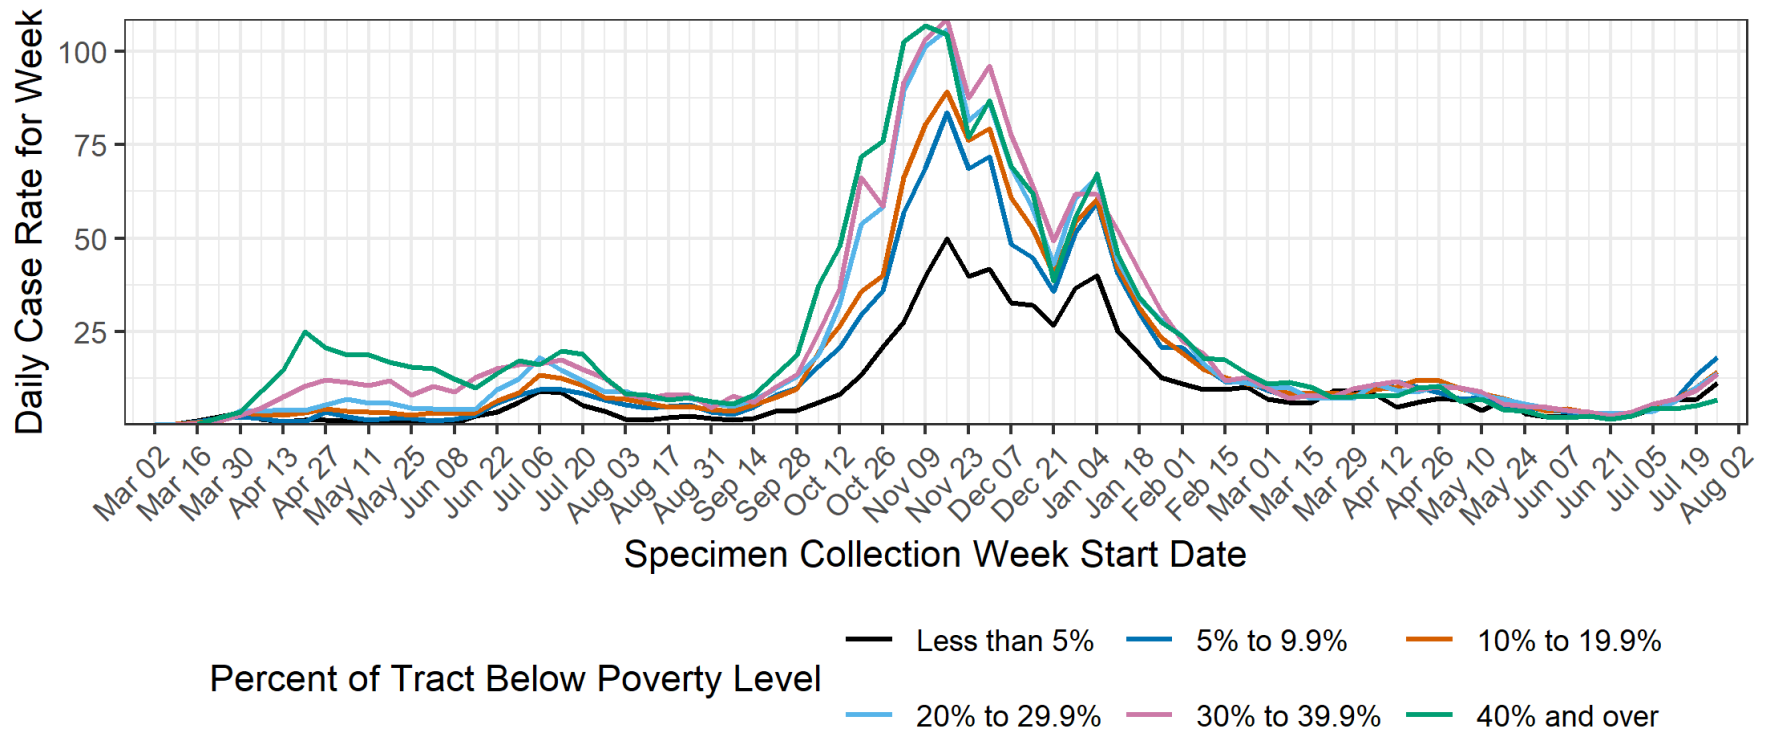 Daily Case Rate for Week
100
75
50
25
Mar 02
Mar 16
Mar 30
Apr 13
Apr 27
May 11
May 25
Jun 08
Jun 22
Jul 06
Jul 20
Aug 03
Aug 17
Aug 31
Sep 14
Sep 28
Oct 12
Oct 26
Nov 09
Nov 23
Dec 07
Dec 21
Jan 04
Jan 18
Feb 01
Feb 15
Mar 01
Mar 15
Mar 29
Apr 12
Apr 26
May 10
May 24
Jun 07
Jun 21
Jul 05
Jul 19
Aug 02
Specimen Collection Week Start Date
Percent of Tract Below Poverty Level
Less than 5%
5% to 9.9%
10% to 19.9%
20% to 29.9%
30% to 39.9%
40% and over